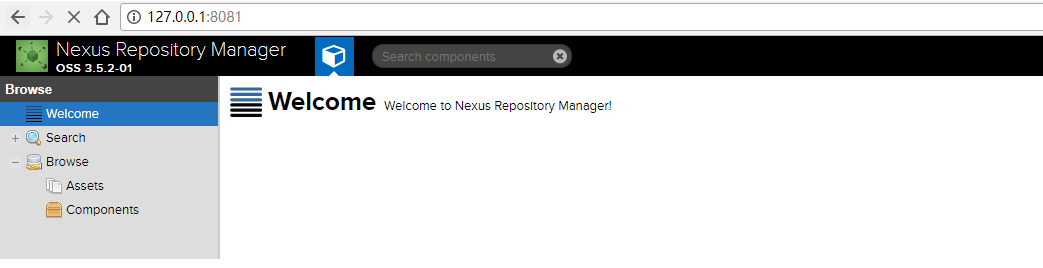 127.0.0.1:8081
Nexus Repository Manager
OSS 3.5.2-01
Search components
Browse
Welcome
Welcome Welcome to Nexus Repository Manager!
Search
Browse
Assets
Components